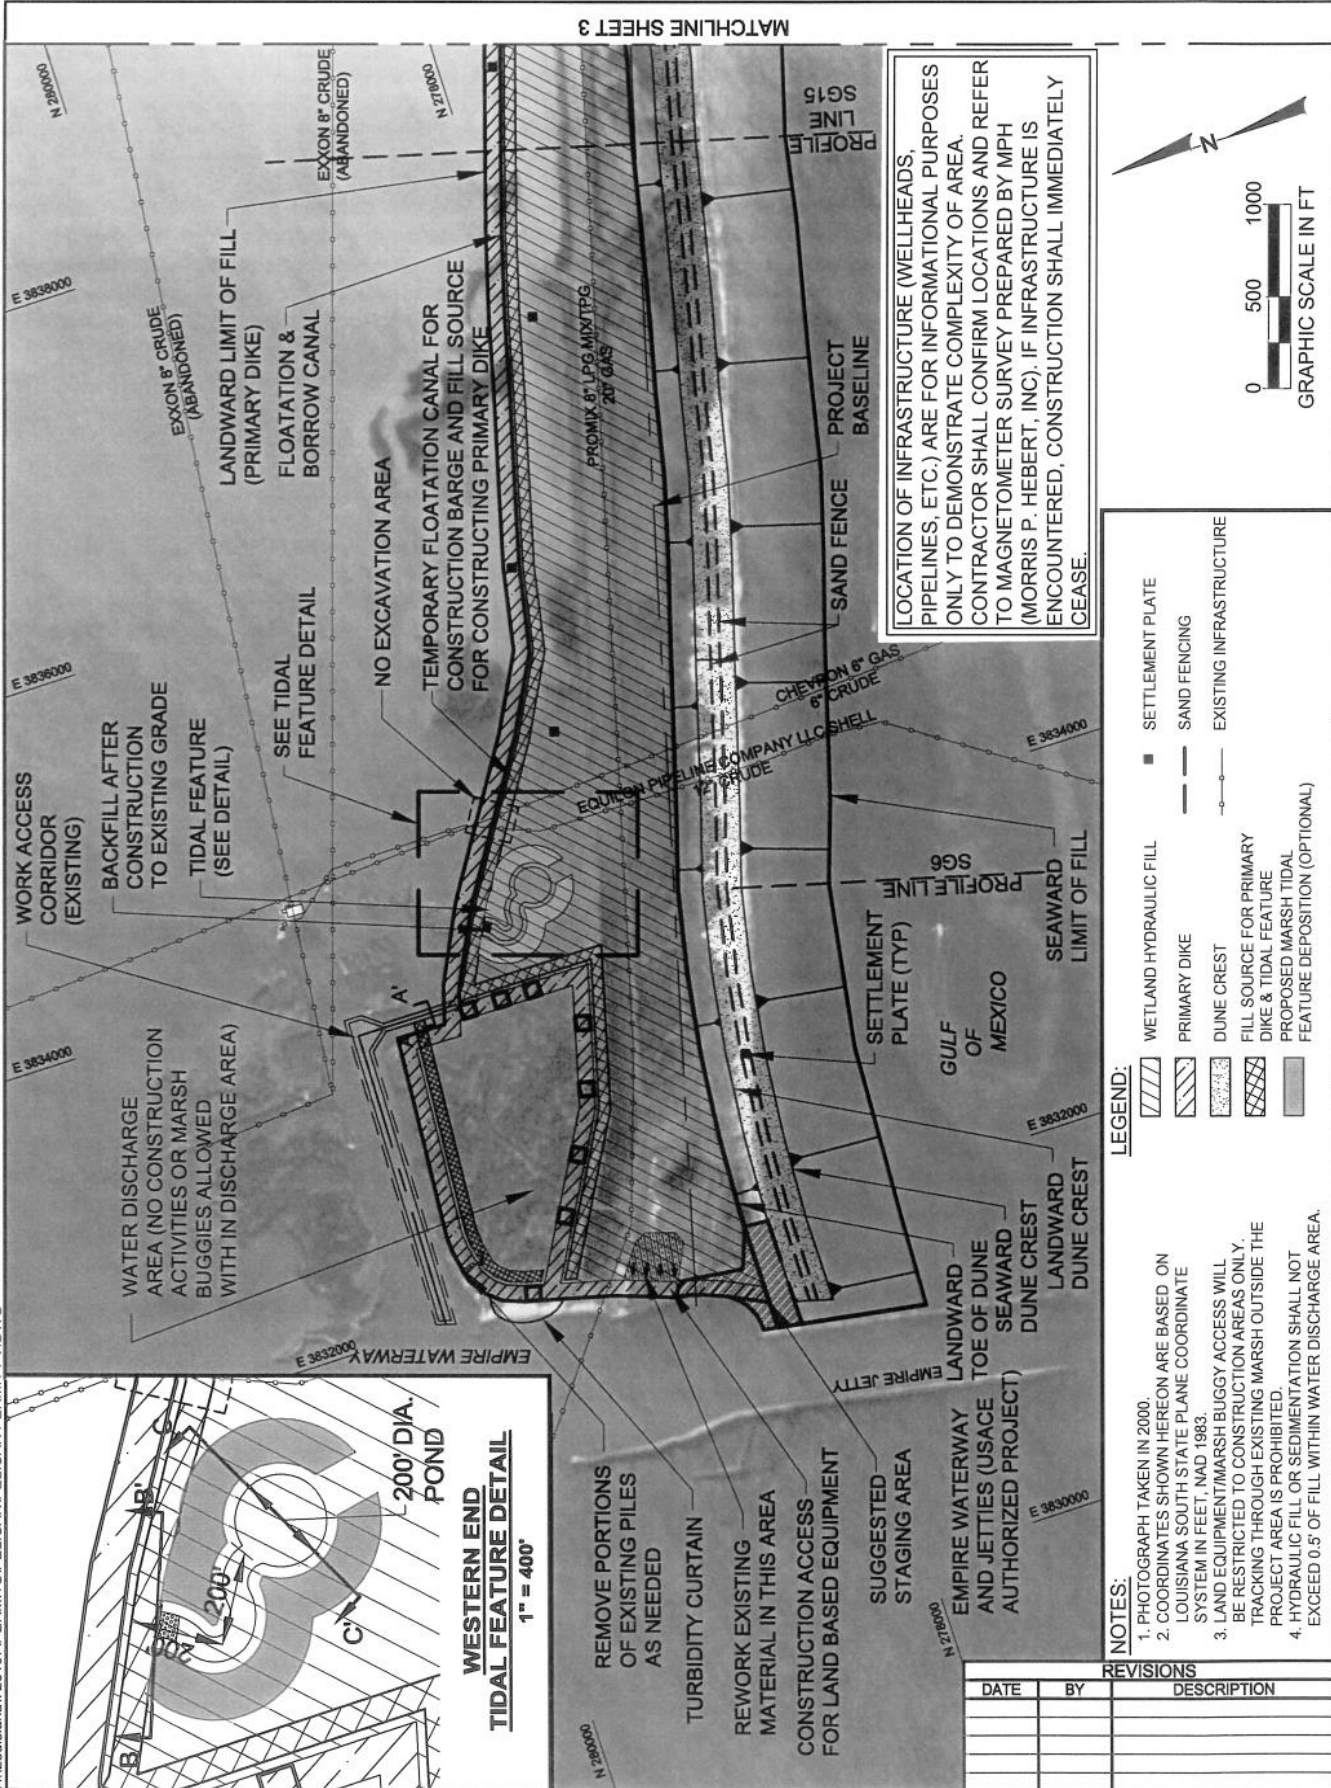 MATCHLINE SHEET 3
N 280000
EXXON 8" CRUDE
(ABANDONED)
N 278000
E 3838000
EXXON 8" CRUDE
(ABANDONED)
LANDWARD LIMIT OF FILL
(PRIMARY DIKE)
FLOATATION &
BORROW CANAL
PROFILE
LINE
SG15
LOCATION OF INFRASTRUCTURE (WELLHEADS,
PIPELINES, ETC.) ARE FOR INFORMATIONAL PURPOSES
ONLY TO DEMONSTRATE COMPLEXITY OF AREA.
CONTRACTOR SHALL CONFIRM LOCATIONS AND REFER
TO MAGNETOMETER SURVEY PREPARED BY MPH
(MORRIS P. HEBERT, INC). IF INFRASTRUCTURE IS
ENCOUNTERED, CONSTRUCTION SHALL IMMEDIATELY
CEASE.
N
0 500 1000
GRAPHIC SCALE IN FT
NO EXCAVATION AREA
TEMPORARY FLOATATION CANAL FOR
CONSTRUCTION BARGE AND FILL SOURCE
FOR CONSTRUCTING PRIMARY DIKE
PROMIX 8" LPG MIX/TPG
20" GAS
PROJECT
BASELINE
SAND FENCE
E 3836000
SEE TIDAL
FEATURE DETAIL
WORK ACCESS
CORRIDOR
(EXISTING)
BACKFILL AFTER
CONSTRUCTION
TO EXISTING GRADE
TIDAL FEATURE
(SEE DETAIL)
CHEVRON 6" GAS
6" CRUDE
EQUILON PIPELINE COMPANY LLC SHELL
12" CRUDE
E 3834000
PROFILE LINE
SG6
SEAWARD
LIMIT OF FILL
SETTLEMENT
PLATE (TYP)
GULF
OF
MEXICO
E 3834000
A'
WATER DISCHARGE
AREA (NO CONSTRUCTION
ACTIVITIES OR MARSH
BUGGIES ALLOWED
WITH IN DISCHARGE AREA)
E 3832000
LANDWARD
TOE OF DUNE
SEAWARD
DUNE CREST
LANDWARD
DUNE CREST
E 3832000
EMPIRE WATERWAY
EMPIRE JETTY
REMOVE PORTIONS
OF EXISTING PILES
AS NEEDED
TURBIDITY CURTAIN
REWORK EXISTING
MATERIAL IN THIS AREA
CONSTRUCTION ACCESS
FOR LAND BASED EQUIPMENT
SUGGESTED
STAGING AREA
EMPIRE WATERWAY
AND JETTIES (USACE
AUTHORIZED PROJECT)
E 3830000
N 278000
N 280000
B
B'
C
C'
200'
200'
200' DIA.
POND
WESTERN END
TIDAL FEATURE DETAIL
1" = 400'
LEGEND:
WETLAND HYDRAULIC FILL
PRIMARY DIKE
DUNE CREST
FILL SOURCE FOR PRIMARY
DIKE & TIDAL FEATURE
PROPOSED MARSH TIDAL
FEATURE DEPOSITION (OPTIONAL)
SETTLEMENT PLATE
SAND FENCING
EXISTING INFRASTRUCTURE
NOTES:
1. PHOTOGRAPH TAKEN IN 2000.
2. COORDINATES SHOWN HEREON ARE BASED ON
LOUISIANA SOUTH STATE PLANE COORDINATE
SYSTEM IN FEET, NAD 1983.
3. LAND EQUIPMENT/MARSH BUGGY ACCESS WILL
BE RESTRICTED TO CONSTRUCTION AREAS ONLY.
TRACKING THROUGH EXISTING MARSH OUTSIDE THE
PROJECT AREA IS PROHIBITED.
4. HYDRAULIC FILL OR SEDIMENTATION SHALL NOT
EXCEED 0.5' OF FILL WITHIN WATER DISCHARGE AREA.
REVISIONS
DATE BY DESCRIPTION